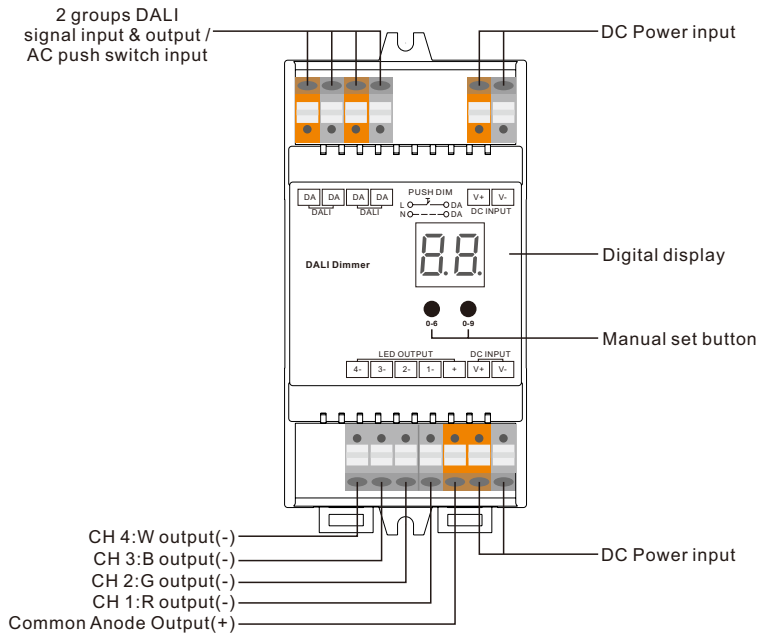 2 groups DALI
signal input & output /
AC push switch input
DC Power input
DA DA DA DA
DALI DALI
PUSH DIM
L DA
N DA
V+ V-
DC INPUT
DALI Dimmer
88
Digital display
0-6 0-9
Manual set button
LED OUTPUT
DC INPUT
4- 3- 2- 1- + V+ V-
CH 4:W output(-)
CH 3:B output(-)
CH 2:G output(-)
CH 1:R output(-)
Common Anode Output(+)
DC Power input